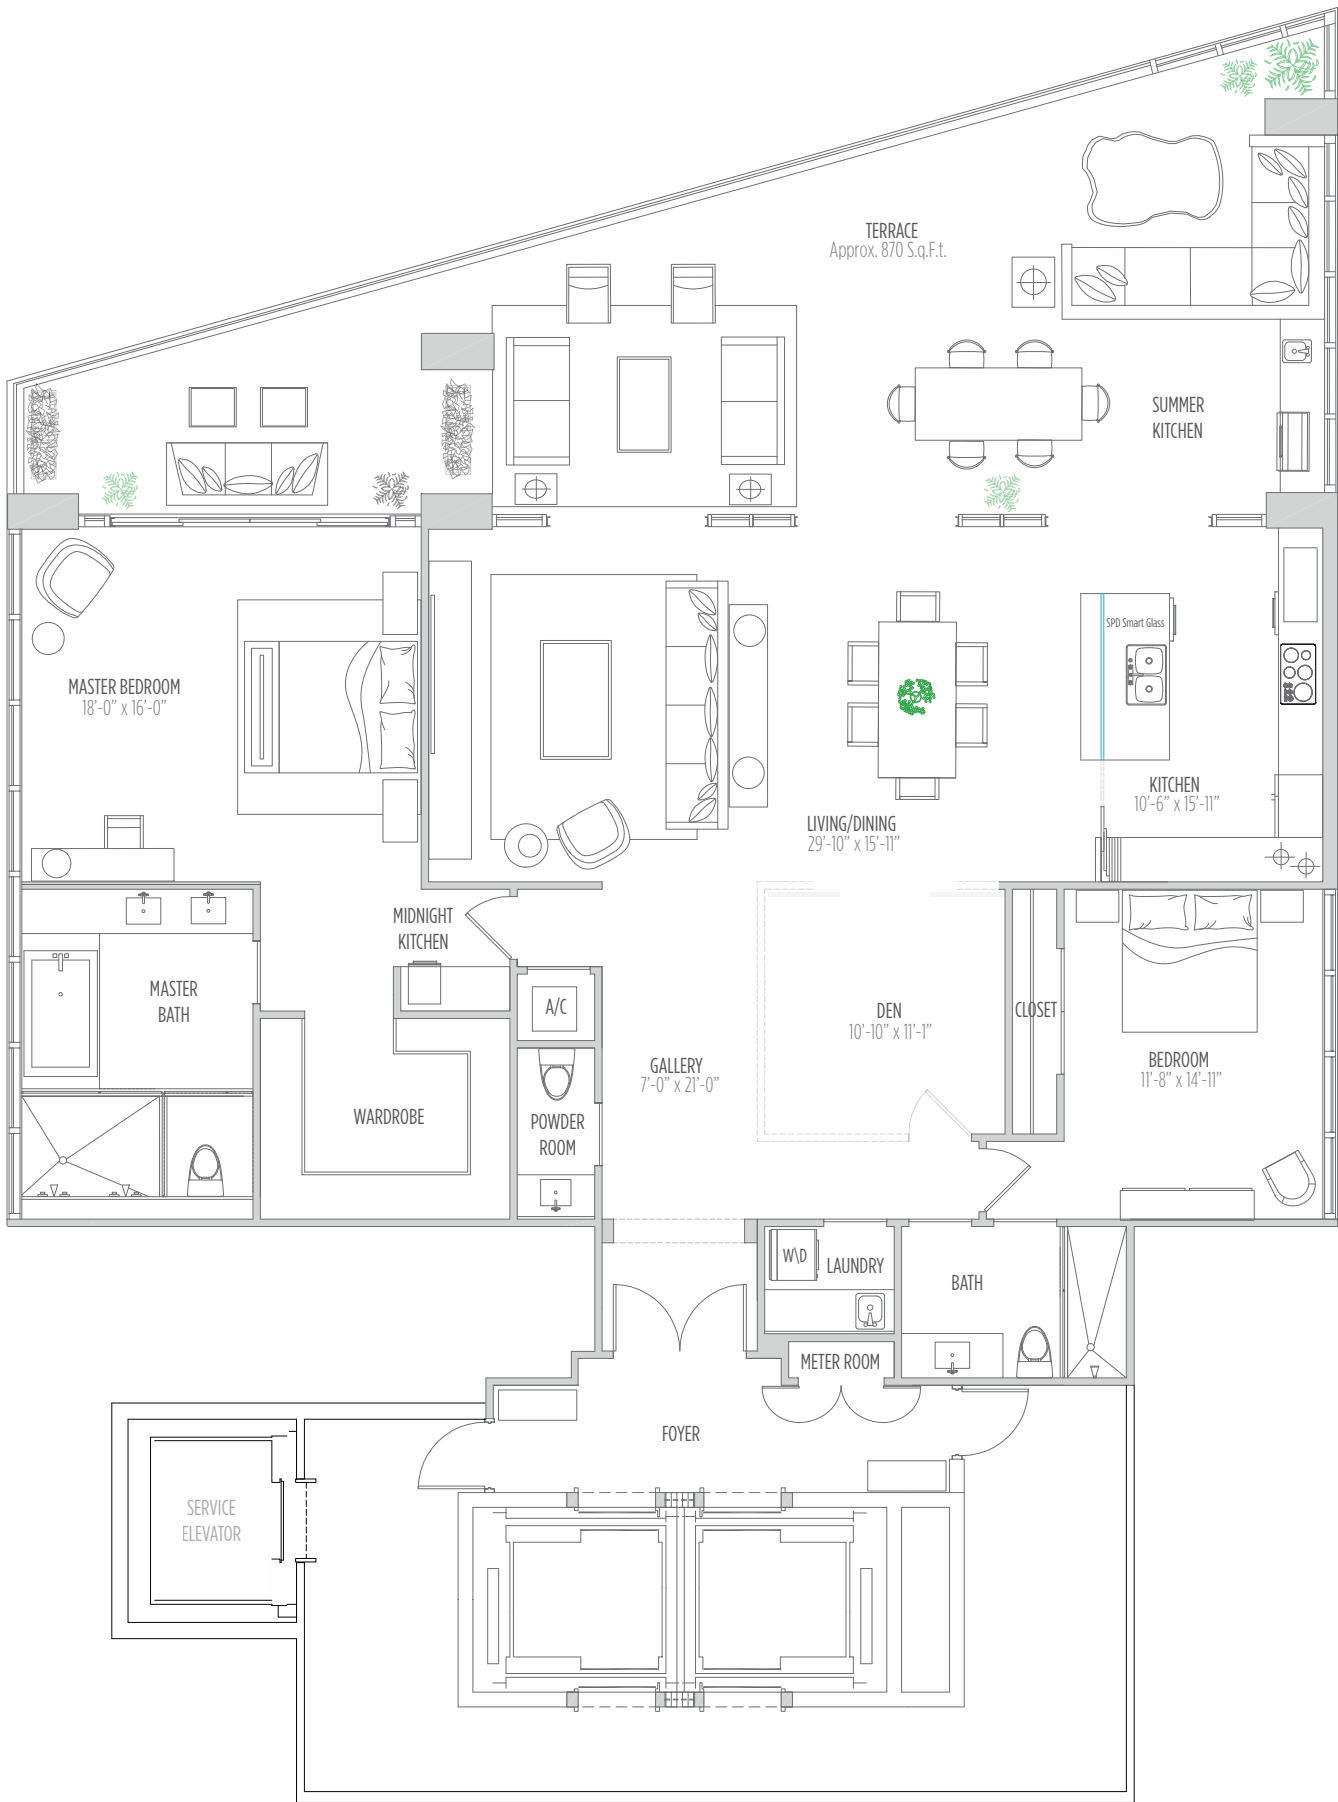 TERRACE
Approx. 870 S.q.F.t.
SUMMER
KITCHEN
SPD Smart Glass
MASTER BEDROOM
18'-0” x 16'-0”
KITCHEN
10'-6” x 15'-11”
LIVING/DINING
29'-10” x 15'-11”
MIDNIGHT
KITCHEN
MASTER
BATH
A/C
DEN
10'-10” x 11'-1”
CLOSET
GALLERY
7'-0” x 21'-0”
BEDROOM
11'-8” x 14'-11”
WARDROBE
POWDER
ROOM
W\D
LAUNDRY
BATH
METER ROOM
FOYER
SERVICE
ELEVATOR